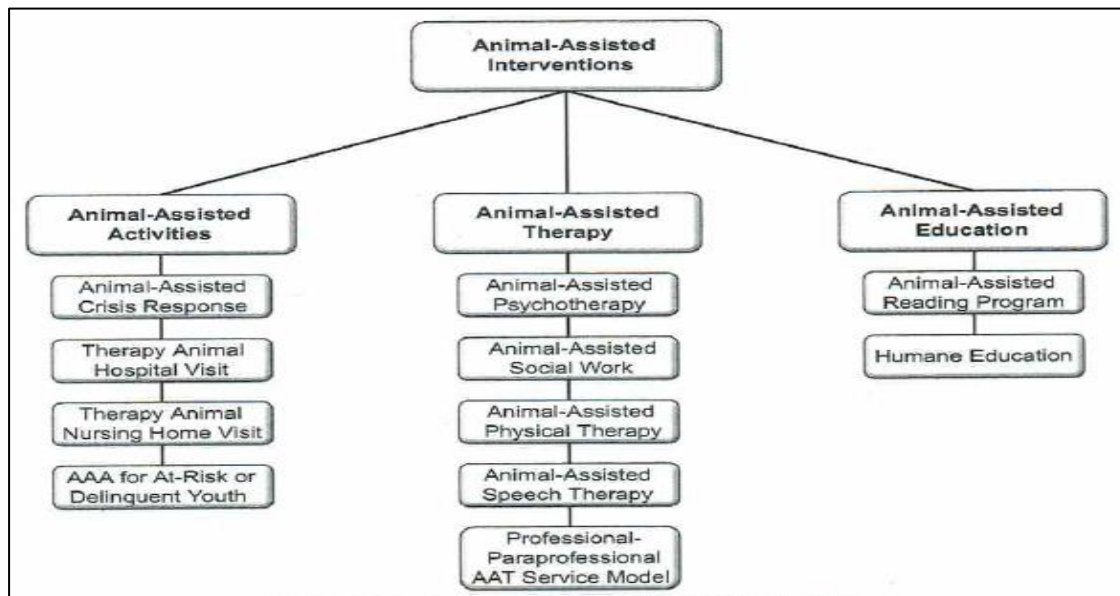 Animal-Assisted
Interventions
Animal-Assisted
Activities
Animal-Assisted
Crisis Response
Therapy Animal
Hospital Visit
Therapy Animal
Nursing Home Visit
AAA for At-Risk or
Delinquent Youth
Animal-Assisted
Therapy
Animal-Assisted
Psychotherapy
Animal-Assisted
Social Work
Animal-Assisted
Physical Therapy
Animal-Assisted
Speech Therapy
Professional-
Paraprofessional
AAT Service Model
Animal-Assisted
Education
Animal-Assisted
Reading Program
Humane Education